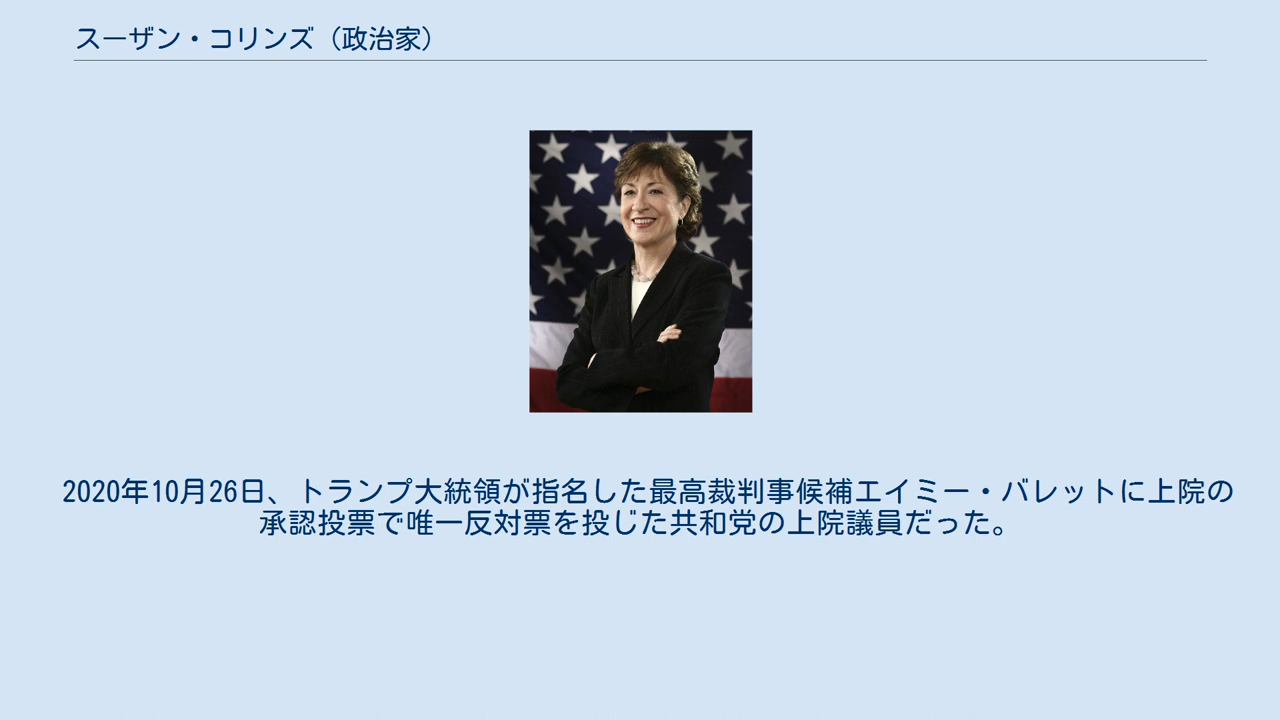 スーザン・コリンズ（政治家）
2020年10月26日、トランプ大統領が指名した最高裁判事候補エイミー・バレットに上院の
承認投票で唯一反対票を投じた共和党の上院議員だった。